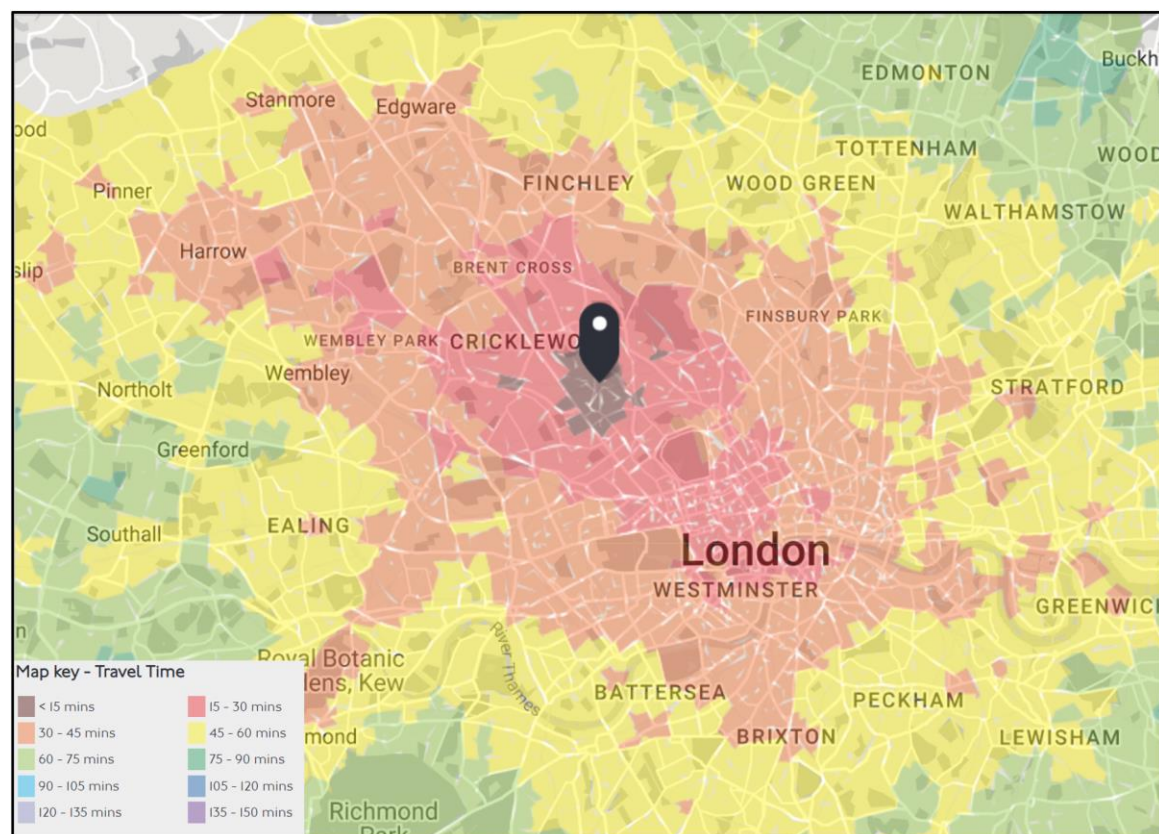 Stanmore
Edgware
EDMONTON
Buckh
ood
TOTTENHAM
WOOD
Pinner
FINCHLEY
WOOD GREEN
WALTHAMSTOW
Harrow
slip
BRENT CROSS
FINSBURY PARK
WEMBLEY PARK
CRICKLEWO
Wembley
Northolt
STRATFORD
Greenford
Southall
EALING
London
WESTMINSTER
GREENWIC
n
River Thames
Royal Botanic
lens, Kew
BATTERSEA
PECKHAM
mond
BRIXTON
LEWISHAM
Richmond
Park
Map key - Travel Time
< 15 mins
15 - 30 mins
30 - 45 mins
45 - 60 mins
60 - 75 mins
75 - 90 mins
90 - 105 mins
105 - 120 mins
120 - 135 mins
135 - 150 mins